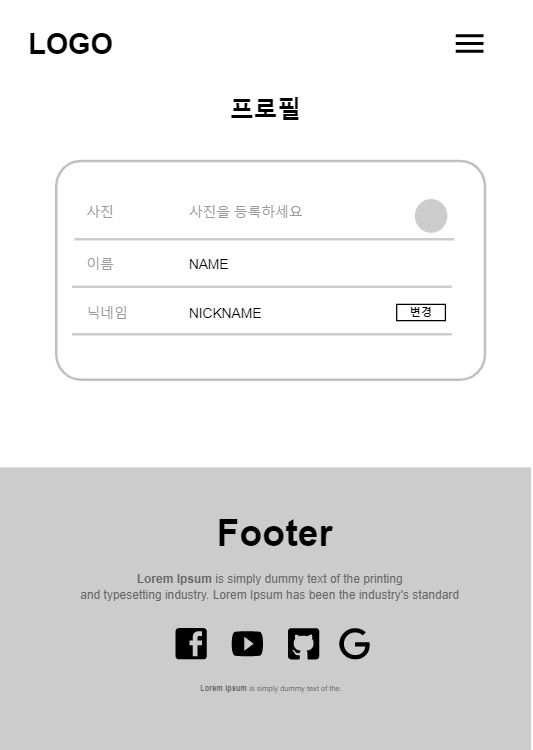 LOGO
프로필
사진 사진을 등록하세요
이름 NAME
닉네임 NICKNAME 변경
Footer
Lorem Ipsum is simply dummy text of the printing
and typesetting industry. Lorem Ipsum has been the industry's standard
Lorem Ipsum is simply dummy text of the.